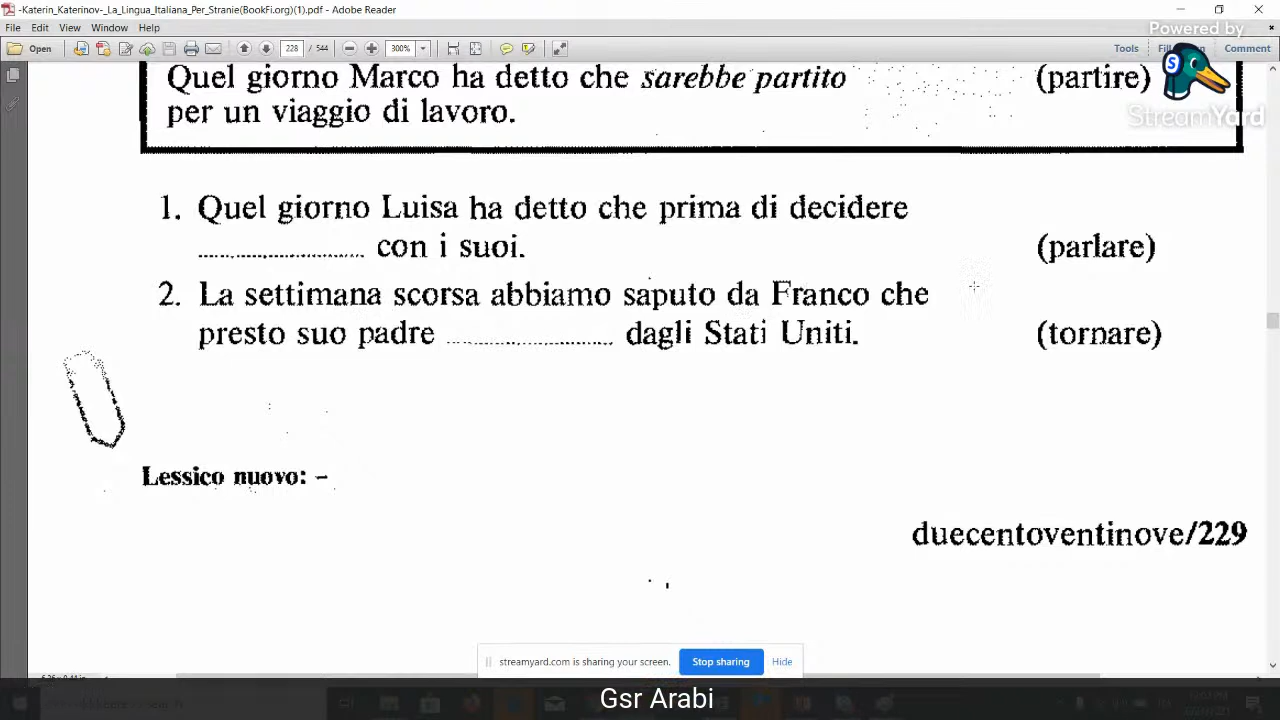 -Katerin_Katerinov-_La_Lingua_Italiana_Per_Stranie(BookFi.org)(1).pdf - Adobe Reader
File Edit View Window Help
Open 228 / 544 300% Tools Comment
Powered by
StreamYard
Quel giorno Marco ha detto che sarebbe partito (partire)
per un viaggio di lavoro.
1. Quel giorno Luisa ha detto che prima di decidere
.................... con i suoi. (parlare)
2. La settimana scorsa abbiamo saputo da Franco che
presto suo padre .................... dagli Stati Uniti. (tornare)
Lessico nuovo: -
duecentoventinove/229
streamyard.com is sharing your screen. Stop sharing Hide
Gsr Arabi